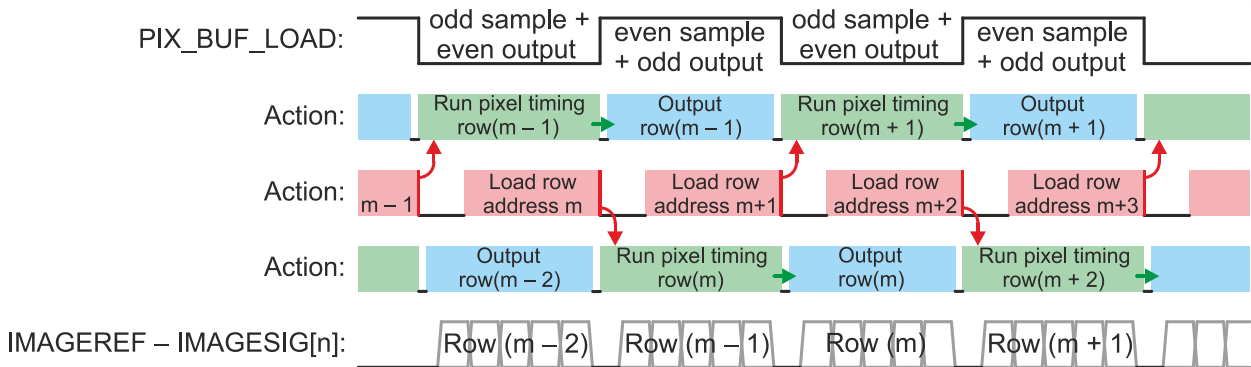 PIX_BUF_LOAD:
odd sample +
even output
even sample
+ odd output
odd sample +
even output
even sample
+ odd output
Action:
Run pixel timing
row(m – 1)
Output
row(m – 1)
Run pixel timing
row(m + 1)
Output
row(m + 1)
Action:
m – 1
Load row
address m
Load row
address m+1
Load row
address m+2
Load row
address m+3
Action:
Output
row(m – 2)
Run pixel timing
row(m)
Output
row(m)
Run pixel timing
row(m + 2)
IMAGEREF – IMAGESIG[n]:
Row (m – 2)
Row (m – 1)
Row (m)
Row (m + 1)